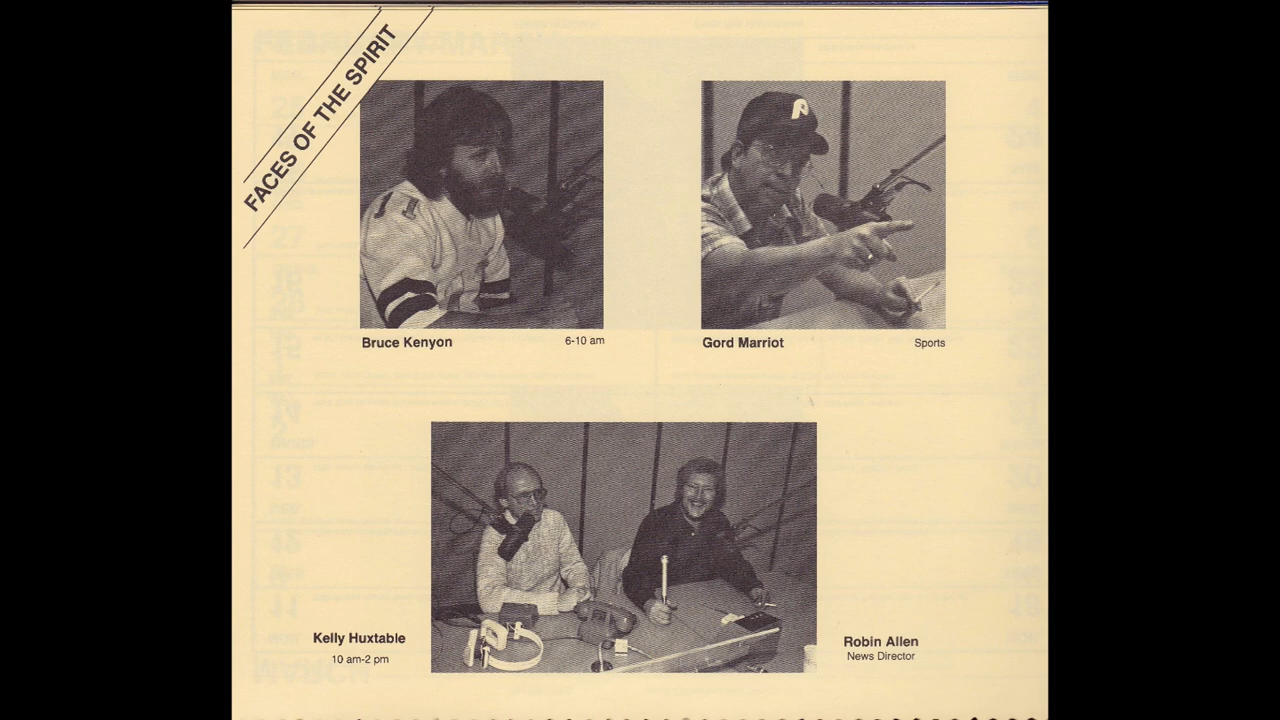 FACES OF THE SPIRIT
Bruce Kenyon
6-10 am
Gord Marriot
Sports
Kelly Huxtable
10 am-2 pm
Robin Allen
News Director